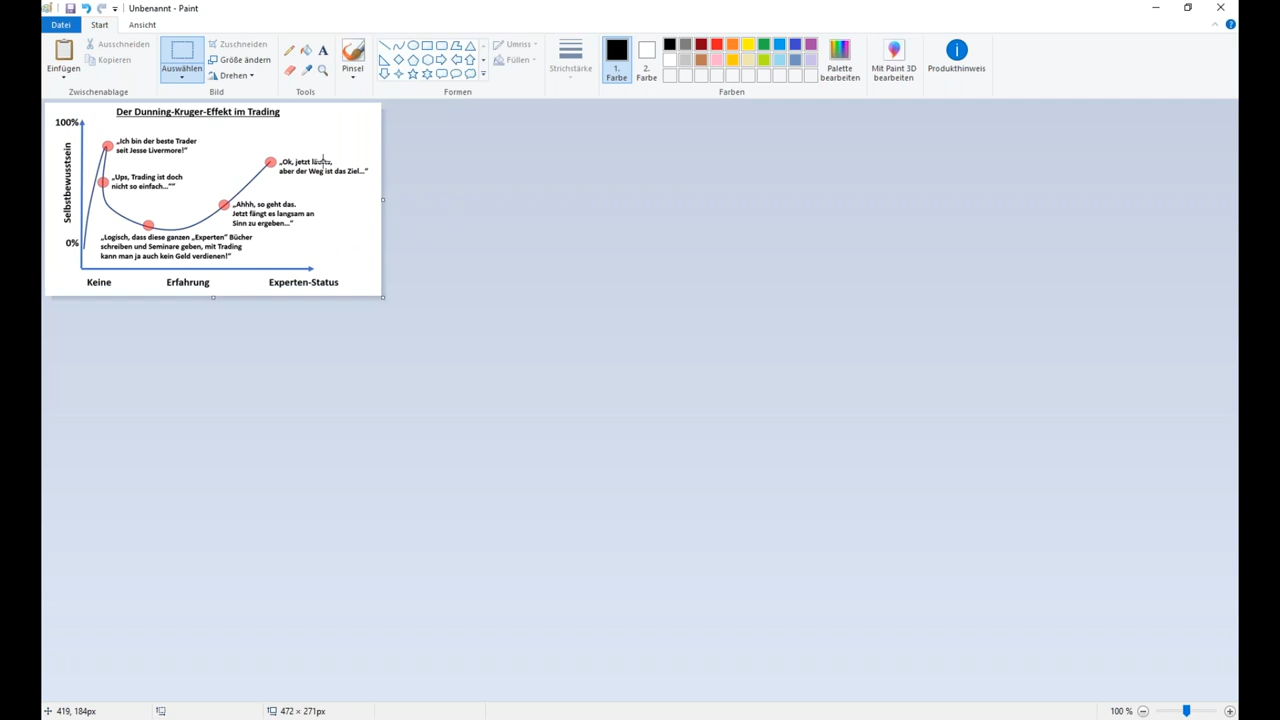 Unbenannt - Paint
Datei
Start
Ansicht
Einfügen
Ausschneiden
Kopieren
Zwischenablage
Auswählen
Zuschneiden
Größe ändern
Drehen
Bild
A
Tools
Pinsel
Umriss
Füllen
Formen
Strichstärke
1.
Farbe
2.
Farbe
Palette
bearbeiten
Farben
Mit Paint 3D
bearbeiten
Produkthinweis
Der Dunning-Kruger-Effekt im Trading
100%
Selbstbewusstsein
0%
„Ich bin der beste Trader
seit Jesse Livermore!“
„Ups, Trading ist doch
nicht so einfach...““
„Logisch, dass diese ganzen „Experten“ Bücher
schreiben und Seminare geben, mit Trading
kann man ja auch kein Geld verdienen!“
„Ahhh, so geht das.
Jetzt fängt es langsam an
Sinn zu ergeben...“
„Ok, jetzt
aber der Weg ist das Ziel...“
Keine
Erfahrung
Experten-Status
419, 184px
472 × 271px
100 %